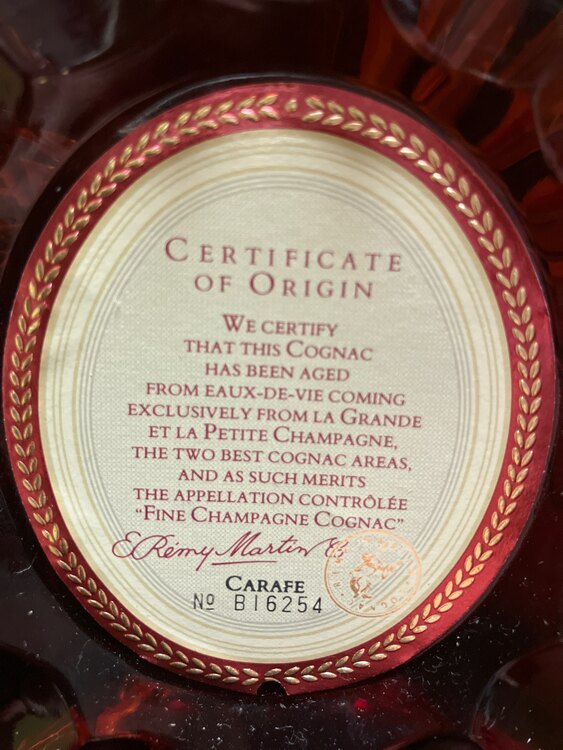 CERTIFICATE
OF ORIGIN
WE CERTIFY
THAT THIS COGNAC
HAS BEEN AGED
FROM EAUX-DE-VIE COMING
EXCLUSIVELY FROM LA GRANDE
ET LA PETITE CHAMPAGNE,
THE TWO BEST COGNAC AREAS,
AND AS SUCH MERITS
THE APPELLATION CONTRÔLÉE
"FINE CHAMPAGNE COGNAC"
E. Rémy Martin & Co
CARAFE
Nº B16254